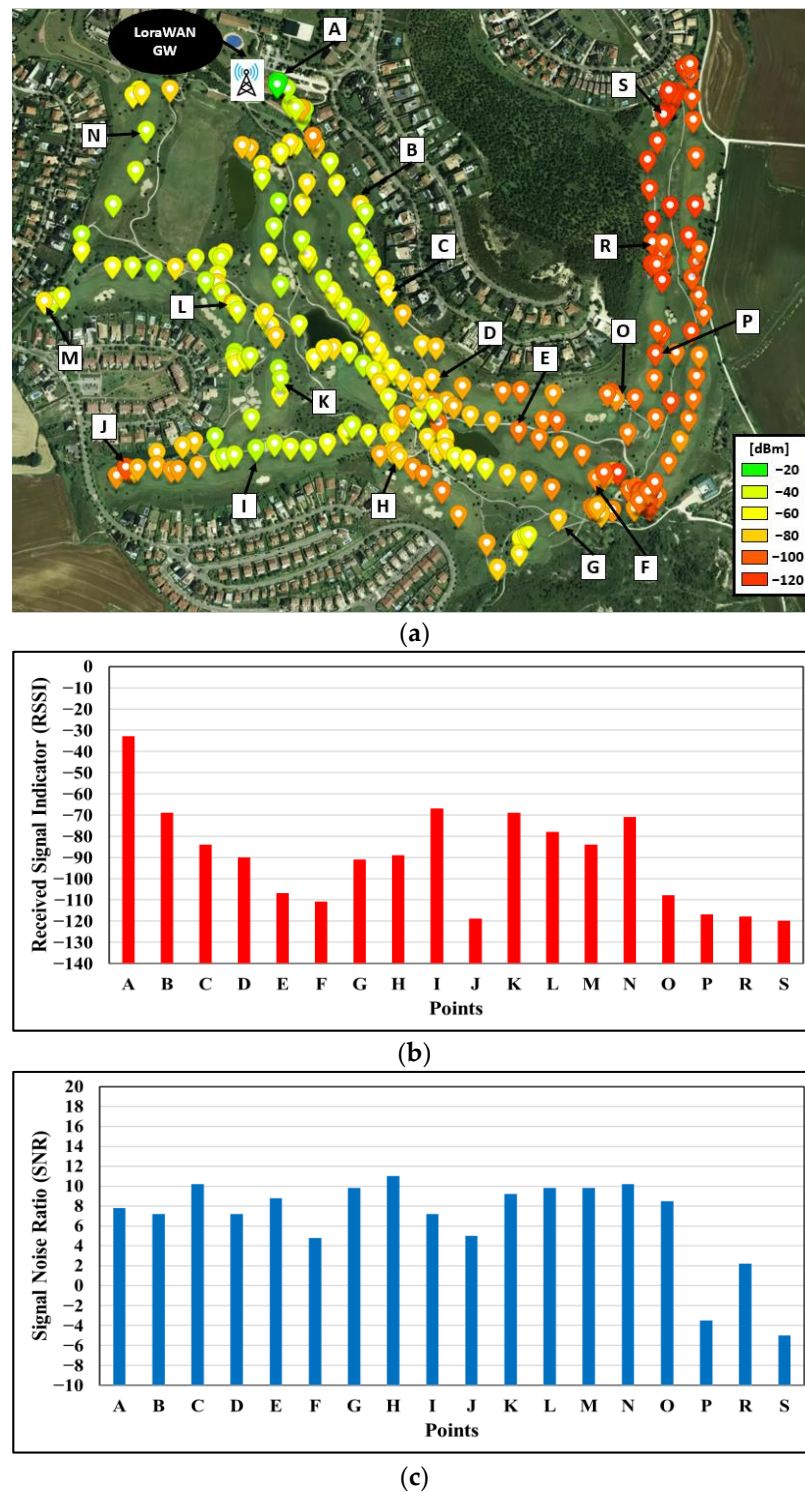 LoraWAN
GW
A
S
N
B
R
C
L
P
M
D
O
E
K
J
[dBm]
−20
−40
−60
−80
−100
−120
I
H
G
F
(a)
Received Signal Indicator (RSSI)
0
−10
−20
−30
−40
−50
−60
−70
−80
−90
−100
−110
−120
−130
−140
A B C D E F G H I J K L M N O P R S
Points
(b)
Signal Noise Ratio (SNR)
20
18
16
14
12
10
8
6
4
2
0
−2
−4
−6
−8
−10
A B C D E F G H I J K L M N O P R S
Points
(c)